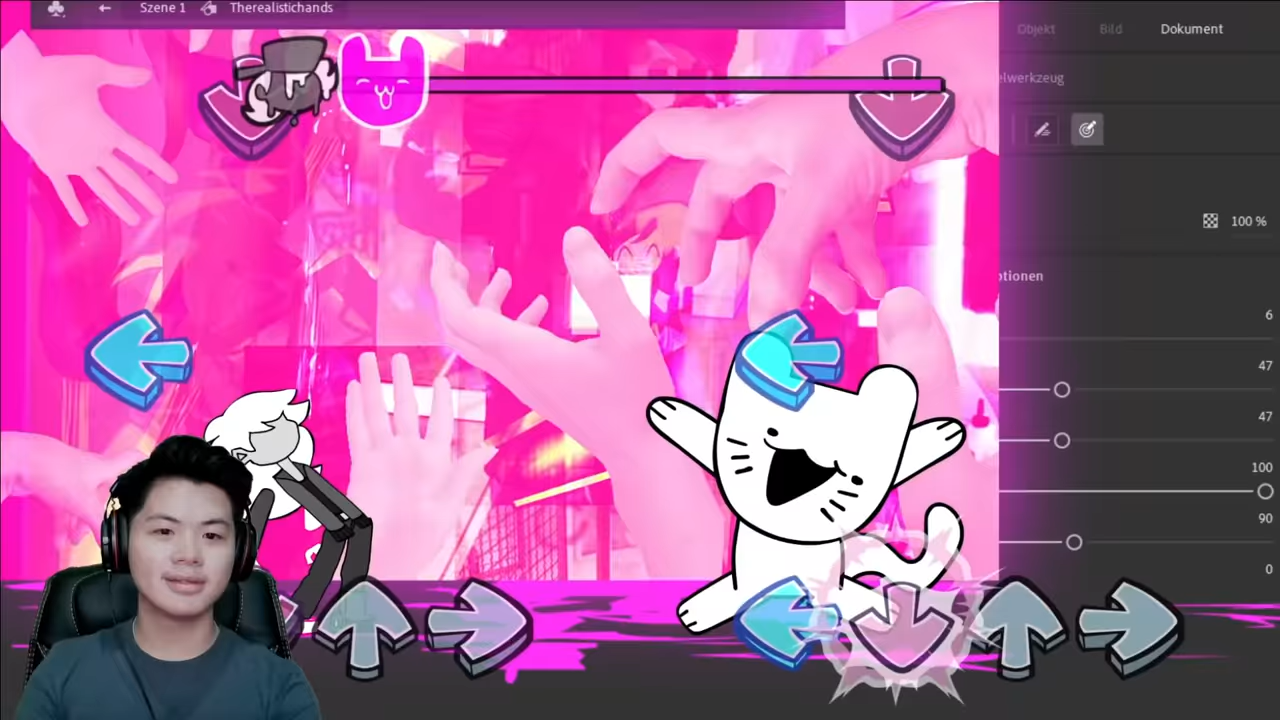 Szene 1 Therealistichands
Objekt Bild Dokument
elwerkzeug
100 %
ptionen
6
47
47
100
90
0